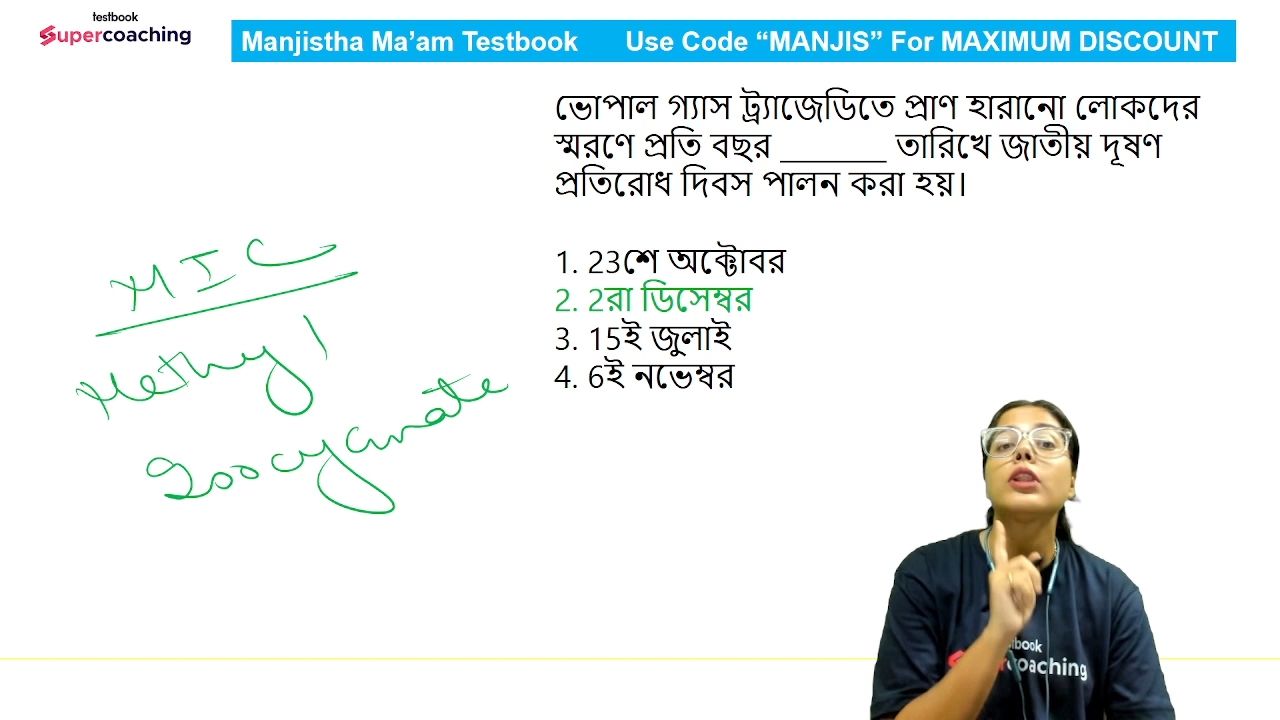 testbook
Supercoaching
Manjistha Ma’am Testbook Use Code “MANJIS” For MAXIMUM DISCOUNT
ভোপাল গ্যাস ট্র্যাজেডিতে প্রাণ হারানো লোকদের
স্মরণে প্রতি বছর _______ তারিখে জাতীয় দূষণ
প্রতিরোধ দিবস পালন করা হয়।
1. 23শে অক্টোবর
2. 2রা ডিসেম্বর
3. 15ই জুলাই
4. 6ই নভেম্বর
MIC
Methyl
Isocyanate
book
Supercoaching